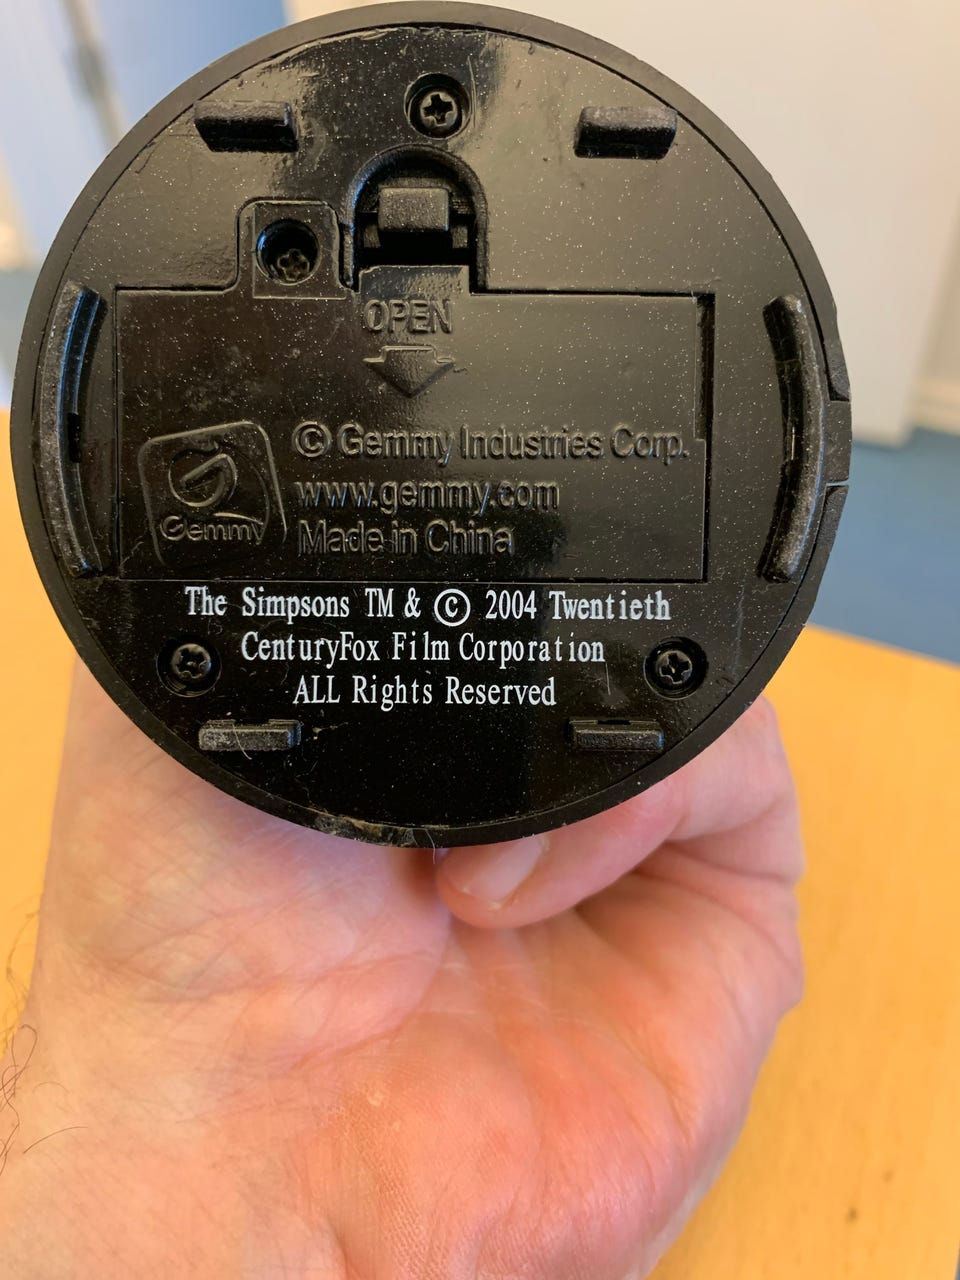 OPEN
© Gemmy Industries Corp.
www.gemmy.com
Made in China
G
Gemmy
The Simpsons TM & © 2004 Twentieth
CenturyFox Film Corporation
ALL Rights Reserved